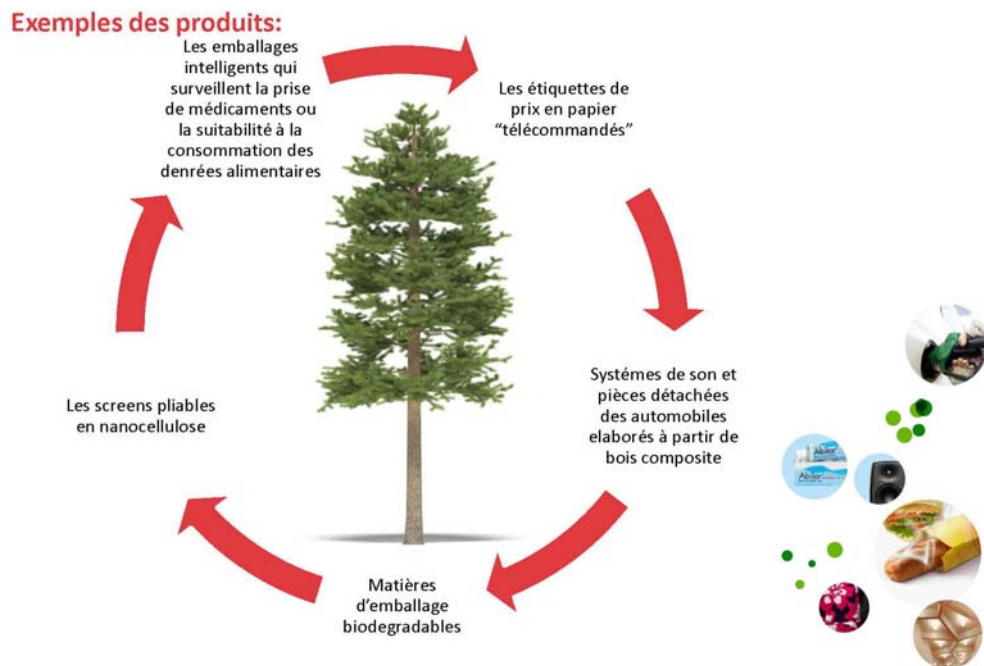 Exemples des produits:
Les emballages
intelligents qui
surveillent la prise
de médicaments ou
la suitabilité à la
consommation des
denrées alimentaires
Les étiquettes de
prix en papier
“télécommandés”
Systémes de son et
pièces détachées
des automobiles
elaborés à partir de
bois composite
Matières
d’emballage
biodegradables
Les screens pliables
en nanocellulose
Abilar
Abilar